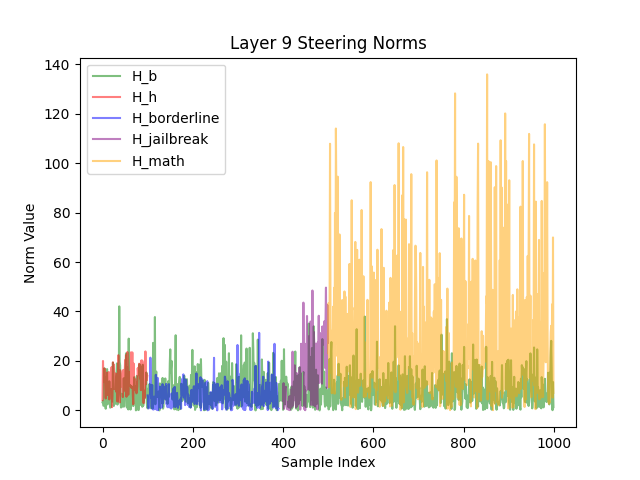 Layer 9 Steering Norms
H_b
H_h
H_borderline
H_jailbreak
H_math
Norm Value
140
120
100
80
60
40
20
0
0 200 400 600 800 1000
Sample Index